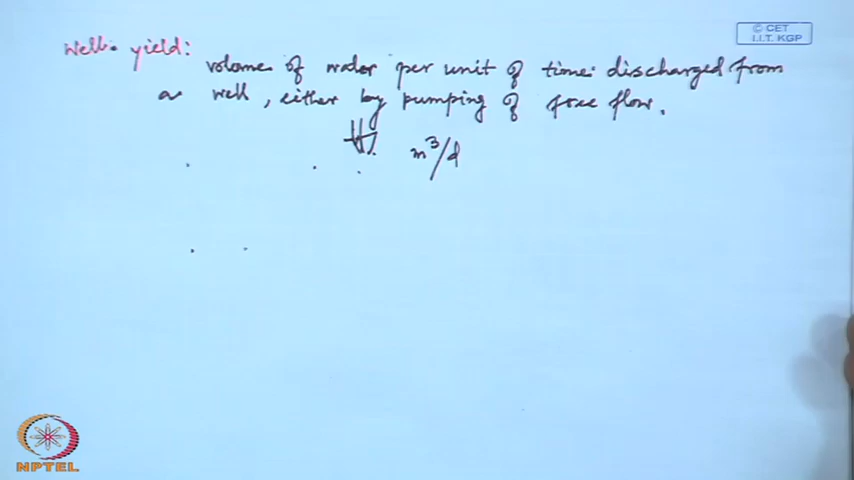 © CET
I.I.T. KGP
Well yield:
volume of water per unit of time discharged from
a well, either by pumping of free flow.
m³/d
NPTEL